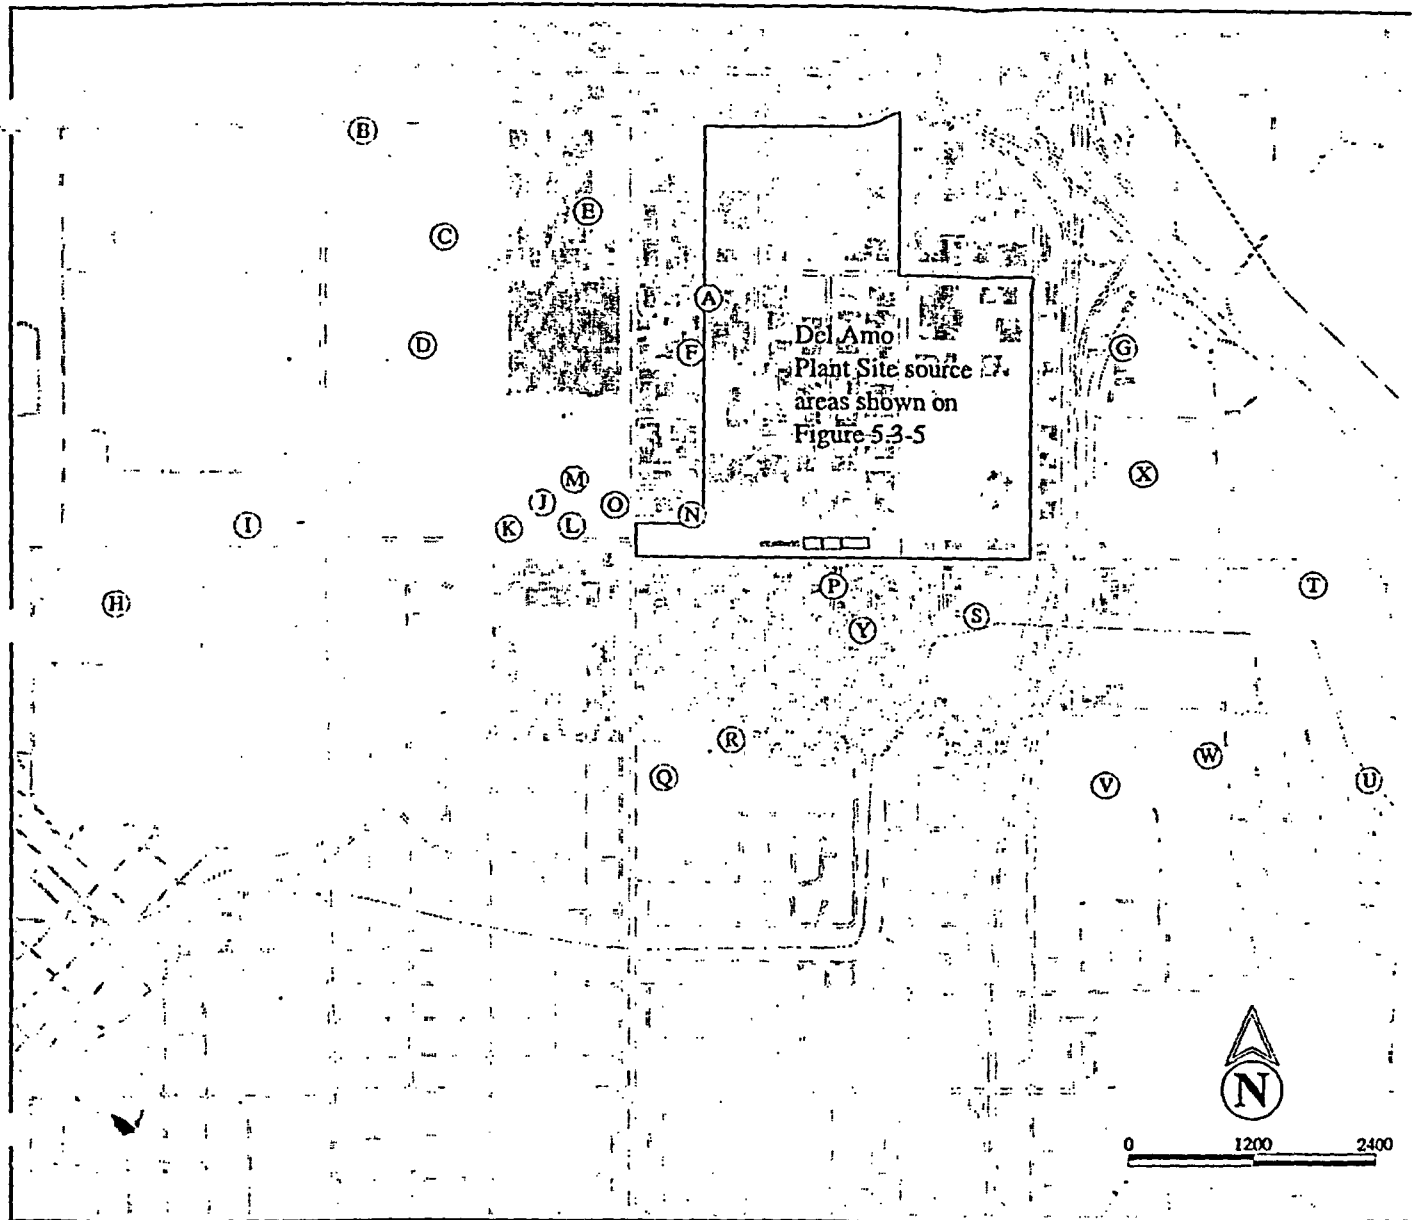 B
E
C
A
Del Amo
Plant Site source
areas shown on
Figure 5.3-5
D
F
G
M
X
J
O
I
K
L
N
P
T
H
S
Y
R
W
Q
V
U
N
0 1200 2400